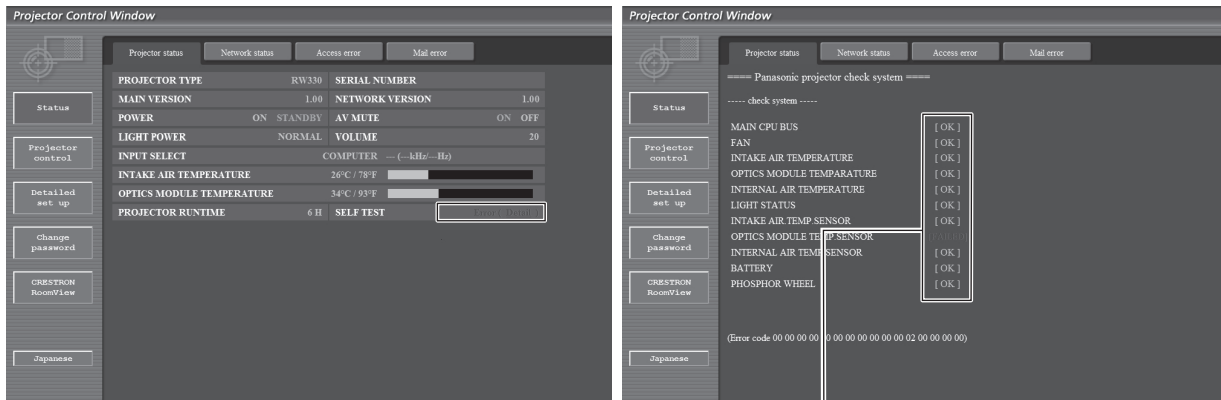 Projector Control Window
Projector status
Network status
Access error
Mail error
Status
Projector
control
Detailed
set up
Change
password
CRESTRON
RoomView
Japanese
PROJECTOR TYPE RW330 SERIAL NUMBER
MAIN VERSION 1.00 NETWORK VERSION 1.00
POWER ON STANDBY AV MUTE ON OFF
LIGHT POWER NORMAL VOLUME 20
INPUT SELECT COMPUTER --- (---kHz/---Hz)
INTAKE AIR TEMPERATURE 26°C / 78°F
OPTICS MODULE TEMPERATURE 34°C / 93°F
PROJECTOR RUNTIME 6 H SELF TEST Error
Projector Control Window
Projector status
Network status
Access error
Mail error
Status
Projector
control
Detailed
set up
Change
password
CRESTRON
RoomView
Japanese
==== Panasonic projector check system ====
----- check system -----
MAIN CPU BUS [ OK ]
FAN [ OK ]
INTAKE AIR TEMPERATURE [ OK ]
OPTICS MODULE TEMPARATURE [ OK ]
INTERNAL AIR TEMPERATURE [ OK ]
LIGHT STATUS [ OK ]
INTAKE AIR TEMP.SENSOR [ OK ]
OPTICS MODULE TEMP.SENSOR
INTERNAL AIR TEMP.SENSOR [ OK ]
BATTERY [ OK ]
PHOSPHOR WHEEL [ OK ]
(Error code 00 00 00 00 00 00 00 00 00 00 00 02 00 00 00 00)